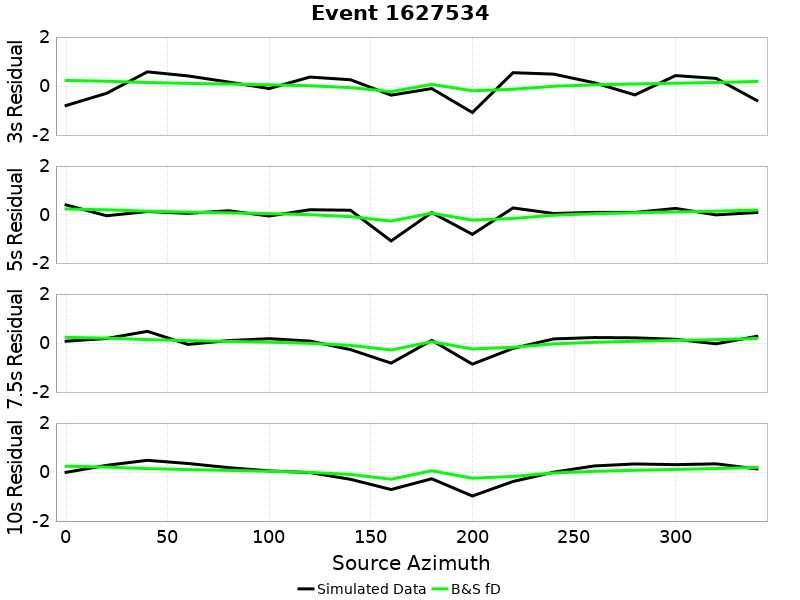 Event 1627534
3s Residual
2
0
-2
5s Residual
2
0
-2
7.5s Residual
2
0
-2
10s Residual
2
0
-2
0 50 100 150 200 250 300
Source Azimuth
Simulated Data B&S fD